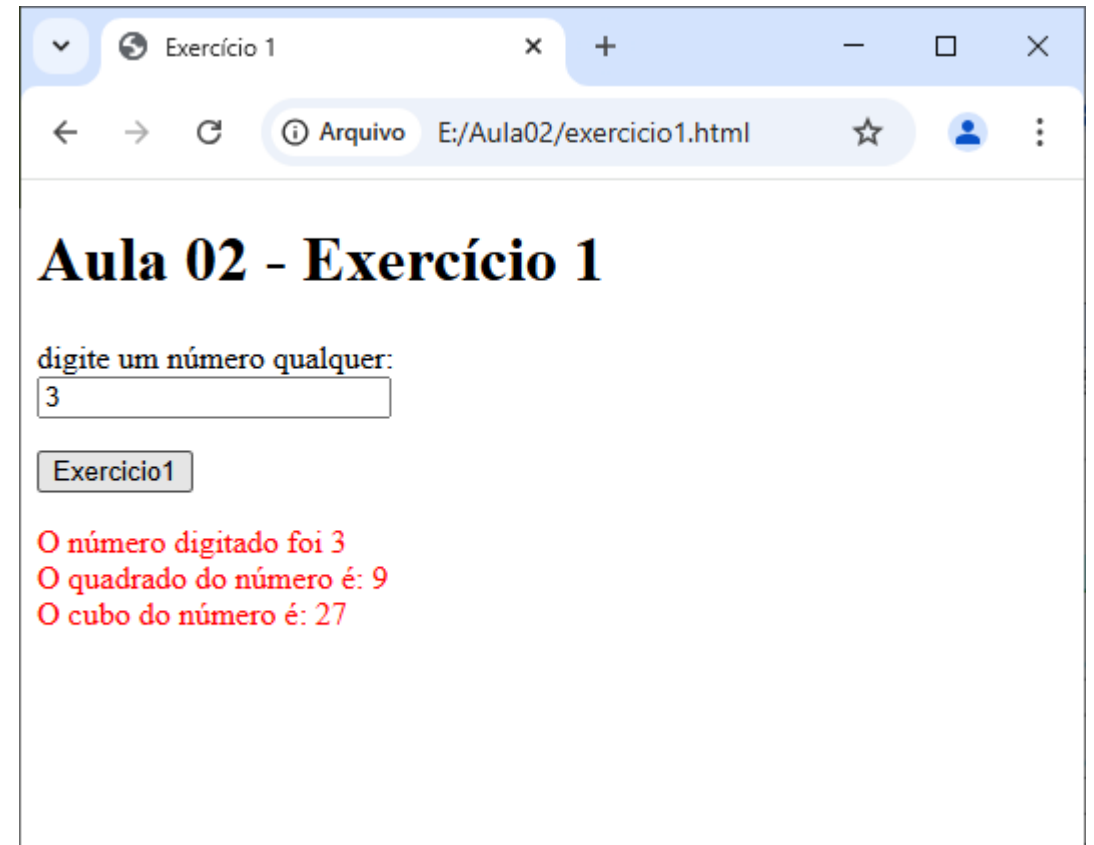 Exercício 1
Arquivo E:/Aula02/exercicio1.html
Aula 02 - Exercício 1
digite um número qualquer:
3
Exercicio1
O número digitado foi 3
O quadrado do número é: 9
O cubo do número é: 27